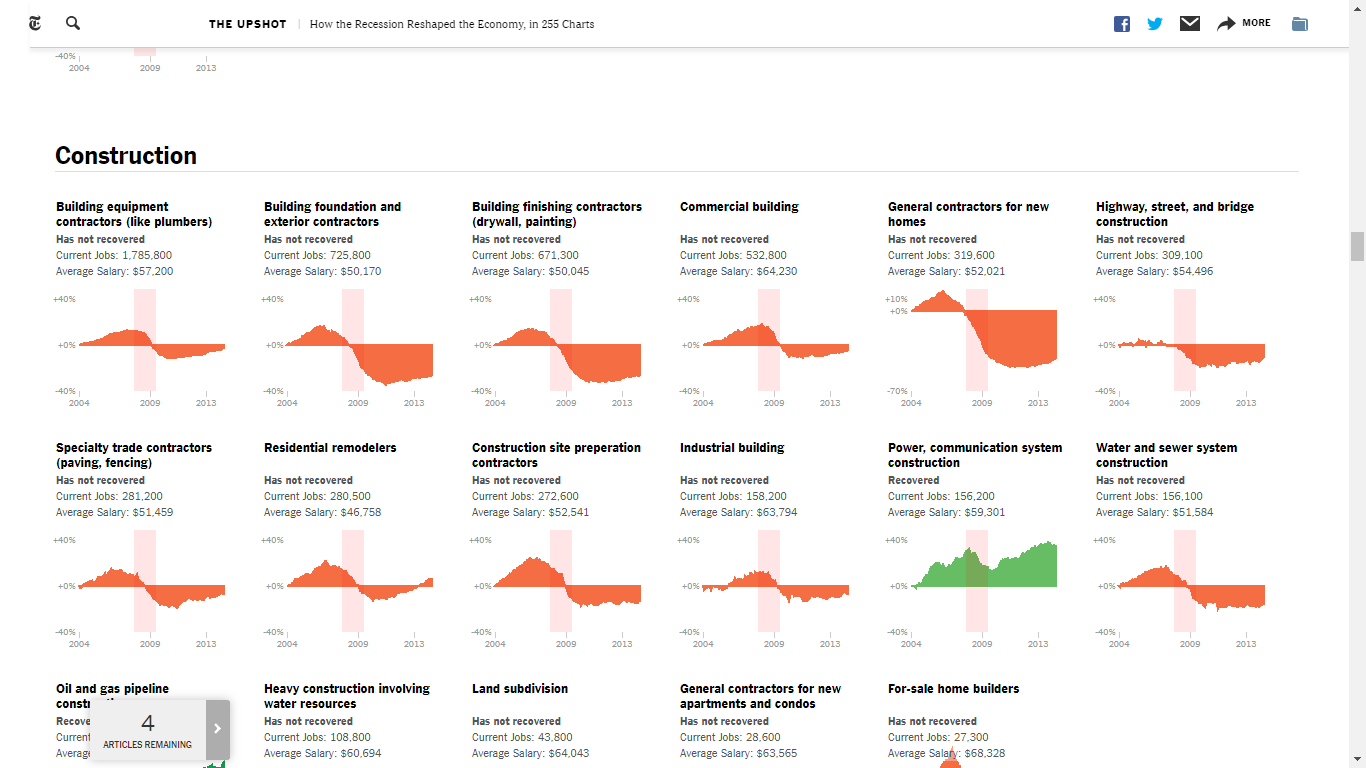 THE UPSHOT | How the Recession Reshaped the Economy, in 255 Charts
MORE
-40%
2004 2009 2013
Construction
Building equipment
contractors (like plumbers)
Has not recovered
Current Jobs: 1,785,800
Average Salary: $57,200
+40%
+0%
-40%
2004 2009 2013
Building foundation and
exterior contractors
Has not recovered
Current Jobs: 725,800
Average Salary: $50,170
+40%
+0%
-40%
2004 2009 2013
Building finishing contractors
(drywall, painting)
Has not recovered
Current Jobs: 671,300
Average Salary: $50,045
+40%
+0%
-40%
2004 2009 2013
Commercial building
Has not recovered
Current Jobs: 532,800
Average Salary: $64,230
+40%
+0%
-40%
2004 2009 2013
General contractors for new
homes
Has not recovered
Current Jobs: 319,600
Average Salary: $52,021
+10%
+0%
-70%
2004 2009 2013
Highway, street, and bridge
construction
Has not recovered
Current Jobs: 309,100
Average Salary: $54,496
+40%
+0%
-40%
2004 2009 2013
Specialty trade contractors
(paving, fencing)
Has not recovered
Current Jobs: 281,200
Average Salary: $51,459
+40%
+0%
-40%
2004 2009 2013
Residential remodelers
Has not recovered
Current Jobs: 280,500
Average Salary: $46,758
+40%
+0%
-40%
2004 2009 2013
Construction site preperation
contractors
Has not recovered
Current Jobs: 272,600
Average Salary: $52,541
+40%
+0%
-40%
2004 2009 2013
Industrial building
Has not recovered
Current Jobs: 158,200
Average Salary: $63,794
+40%
+0%
-40%
2004 2009 2013
Power, communication system
construction
Recovered
Current Jobs: 156,200
Average Salary: $59,301
+40%
+0%
-40%
2004 2009 2013
Water and sewer system
construction
Has not recovered
Current Jobs: 156,100
Average Salary: $51,584
+40%
+0%
-40%
2004 2009 2013
Oil and gas pipeline
Average
4
ARTICLES REMAINING
Heavy construction involving
water resources
Has not recovered
Current Jobs: 108,800
Average Salary: $60,694
Land subdivision
Has not recovered
Current Jobs: 43,800
Average Salary: $64,043
General contractors for new
apartments and condos
Has not recovered
Current Jobs: 28,600
Average Salary: $63,565
For-sale home builders
Has not recovered
Current Jobs: 27,300
Average Salary: $68,328